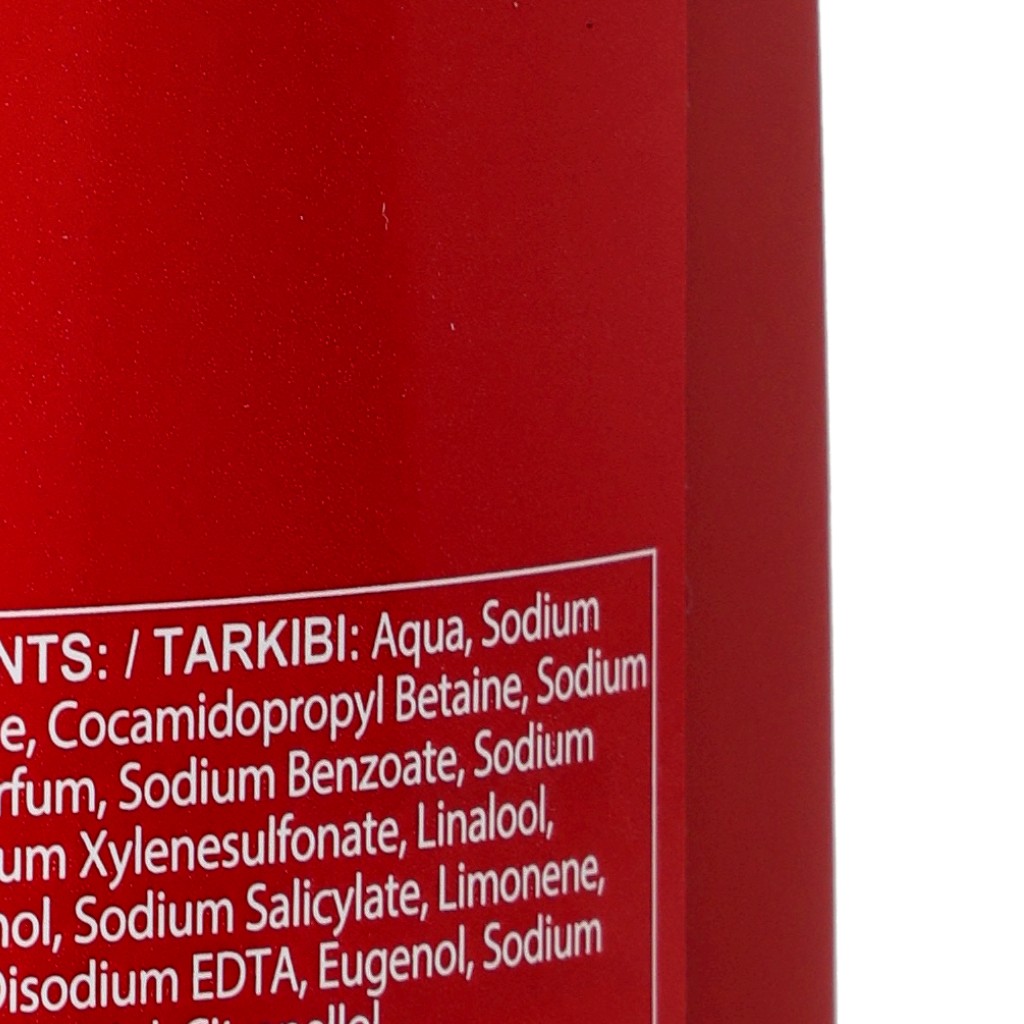 NTS: / TARKIBI: Aqua, Sodium
e, Cocamidopropyl Betaine, Sodium
rfum, Sodium Benzoate, Sodium
um Xylenesulfonate, Linalool,
nol, Sodium Salicylate, Limonene,
Disodium EDTA, Eugenol, Sodium